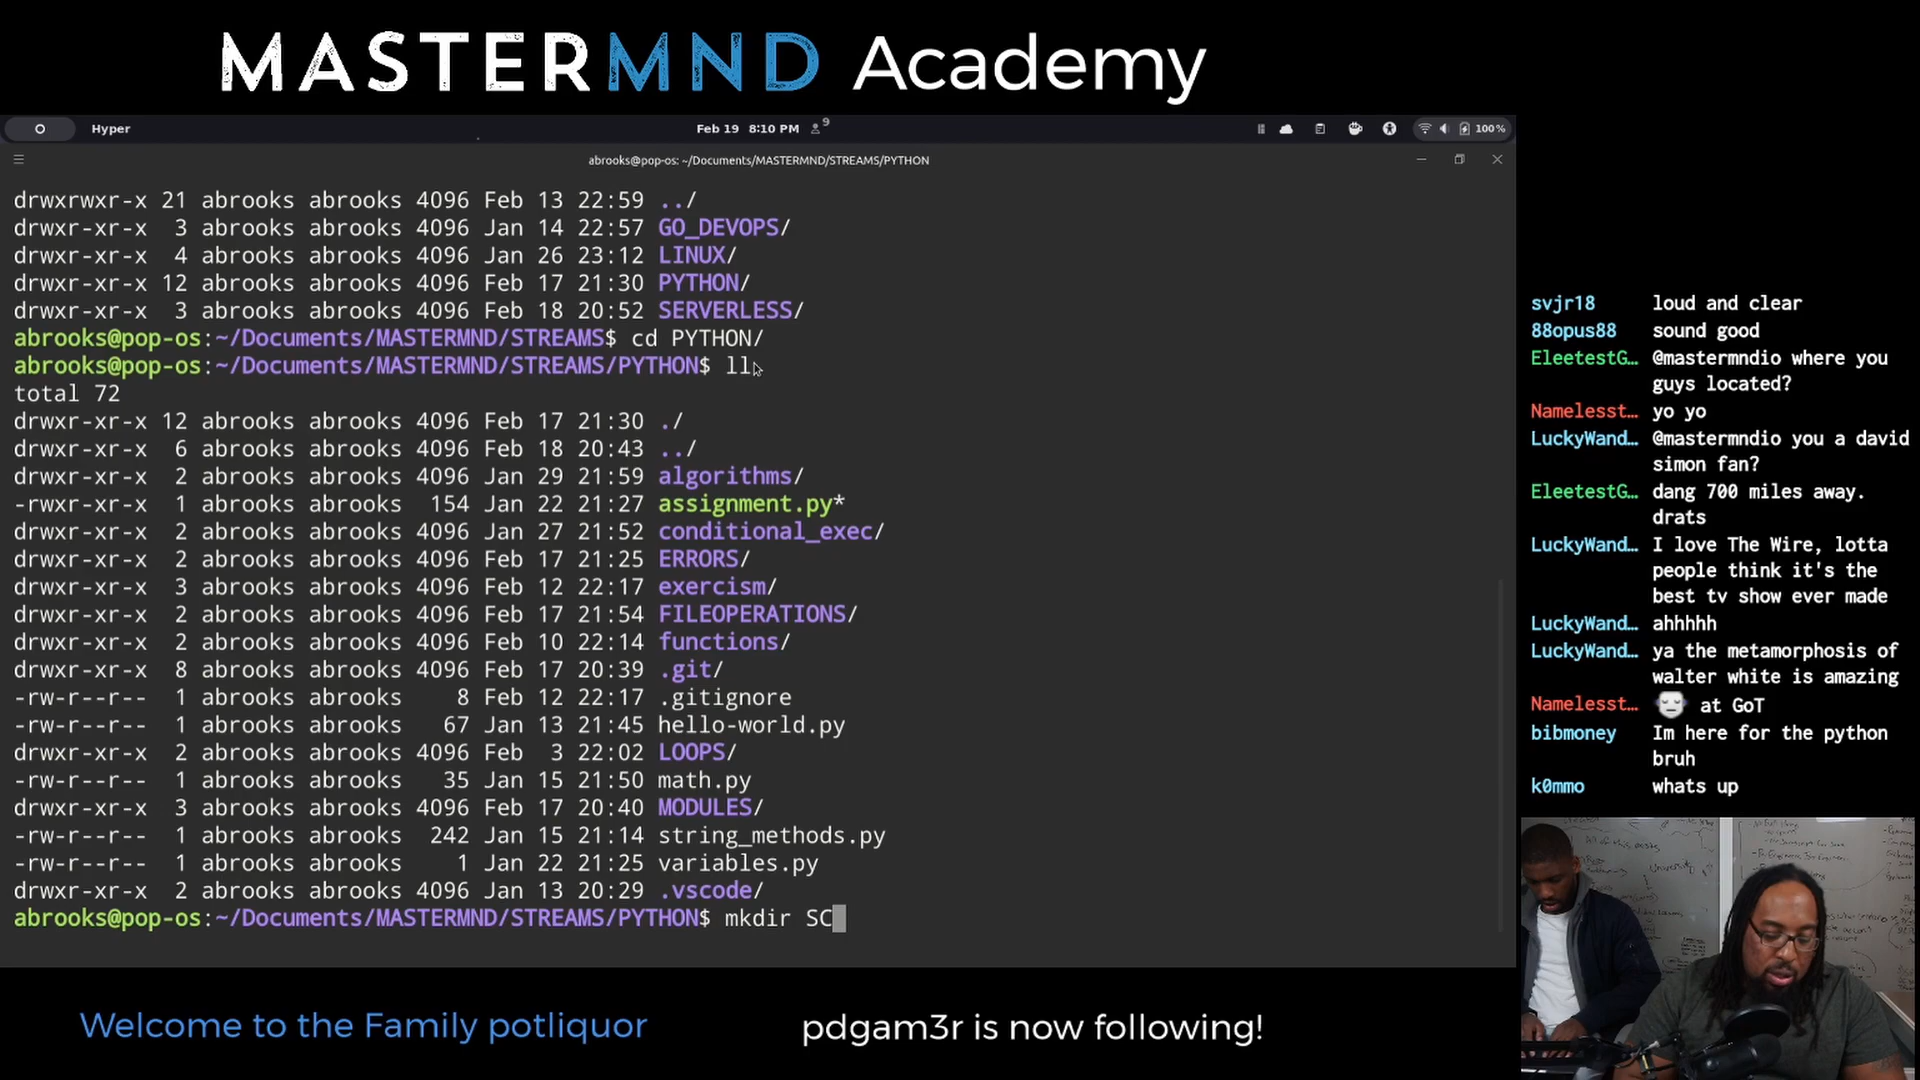 MASTERMND Academy
Hyper
Feb 19 8:10 PM
9
100%
abrooks@pop-os: ~/Documents/MASTERMND/STREAMS/PYTHON
drwxrwxr-x 21 abrooks abrooks 4096 Feb 13 22:59 ../
drwxr-xr-x  3 abrooks abrooks 4096 Jan 14 22:57 GO_DEVOPS/
drwxr-xr-x  4 abrooks abrooks 4096 Jan 26 23:12 LINUX/
drwxr-xr-x 12 abrooks abrooks 4096 Feb 17 21:30 PYTHON/
drwxr-xr-x  3 abrooks abrooks 4096 Feb 18 20:52 SERVERLESS/
abrooks@pop-os:~/Documents/MASTERMND/STREAMS$ cd PYTHON/
abrooks@pop-os:~/Documents/MASTERMND/STREAMS/PYTHON$ ll
total 72
drwxr-xr-x 12 abrooks abrooks 4096 Feb 17 21:30 ./
drwxr-xr-x  6 abrooks abrooks 4096 Feb 18 20:43 ../
drwxr-xr-x  2 abrooks abrooks 4096 Jan 29 21:59 algorithms/
-rwxr-xr-x  1 abrooks abrooks  154 Jan 22 21:27 assignment.py*
drwxr-xr-x  2 abrooks abrooks 4096 Jan 27 21:52 conditional_exec/
drwxr-xr-x  2 abrooks abrooks 4096 Feb 17 21:25 ERRORS/
drwxr-xr-x  3 abrooks abrooks 4096 Feb 12 22:17 exercism/
drwxr-xr-x  2 abrooks abrooks 4096 Feb 17 21:54 FILEOPERATIONS/
drwxr-xr-x  2 abrooks abrooks 4096 Feb 10 22:14 functions/
drwxr-xr-x  8 abrooks abrooks 4096 Feb 17 20:39 .git/
-rw-r--r--  1 abrooks abrooks    8 Feb 12 22:17 .gitignore
-rw-r--r--  1 abrooks abrooks   67 Jan 13 21:45 hello-world.py
drwxr-xr-x  2 abrooks abrooks 4096 Feb  3 22:02 LOOPS/
-rw-r--r--  1 abrooks abrooks   35 Jan 15 21:50 math.py
drwxr-xr-x  3 abrooks abrooks 4096 Feb 17 20:40 MODULES/
-rw-r--r--  1 abrooks abrooks  242 Jan 15 21:14 string_methods.py
-rw-r--r--  1 abrooks abrooks    1 Jan 22 21:25 variables.py
drwxr-xr-x  2 abrooks abrooks 4096 Jan 13 20:29 .vscode/
abrooks@pop-os:~/Documents/MASTERMND/STREAMS/PYTHON$ mkdir SC
svjr18 loud and clear
88opus88 sound good
EleetestG… @mastermndio where you
guys located?
Namelesst… yo yo
LuckyWand… @mastermndio you a david
simon fan?
EleetestG… dang 700 miles away.
drats
LuckyWand… I love The Wire, lotta
people think it's the
best tv show ever made
LuckyWand… ahhhhh
LuckyWand… ya the metamorphosis of
walter white is amazing
Namelesst… at GoT
bibmoney Im here for the python
bruh
k0mmo whats up
Welcome to the Family potliquor
pdgam3r is now following!